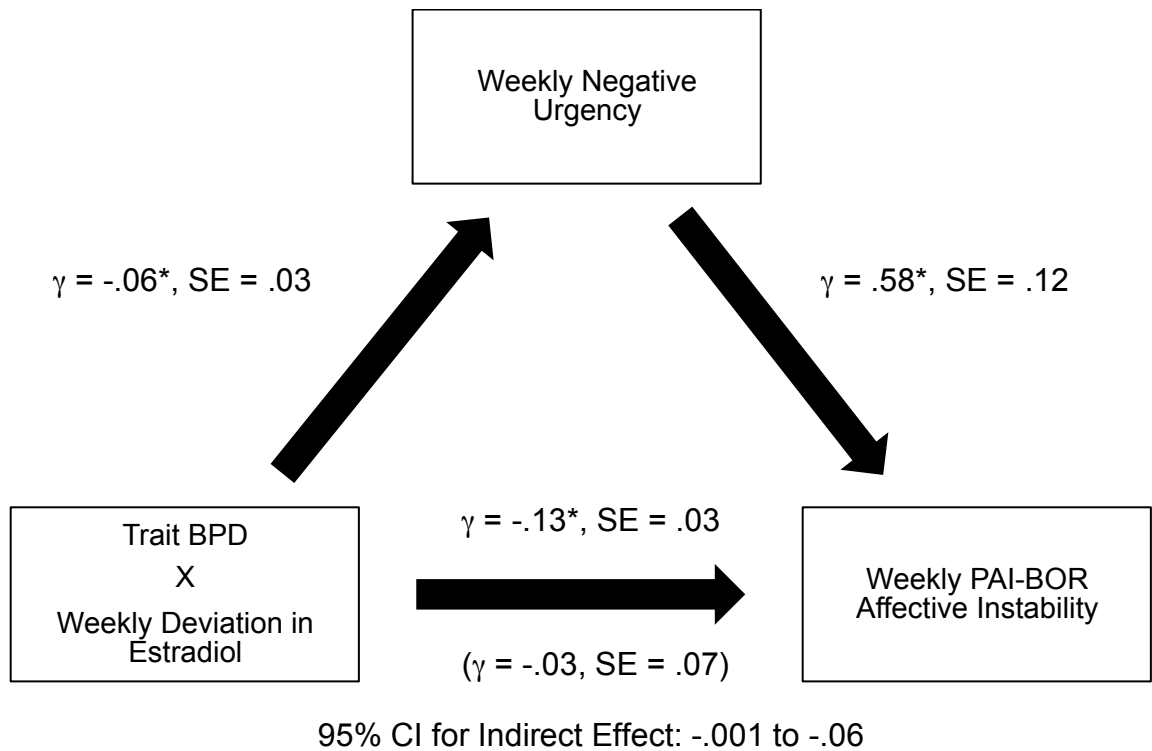 Weekly Negative
Urgency
γ = -.06*, SE = .03
γ = .58*, SE = .12
γ = -.13*, SE = .03
Trait BPD
X
Weekly Deviation in
Estradiol
Weekly PAI-BOR
Affective Instability
(γ = -.03, SE = .07)
95% CI for Indirect Effect: -.001 to -.06